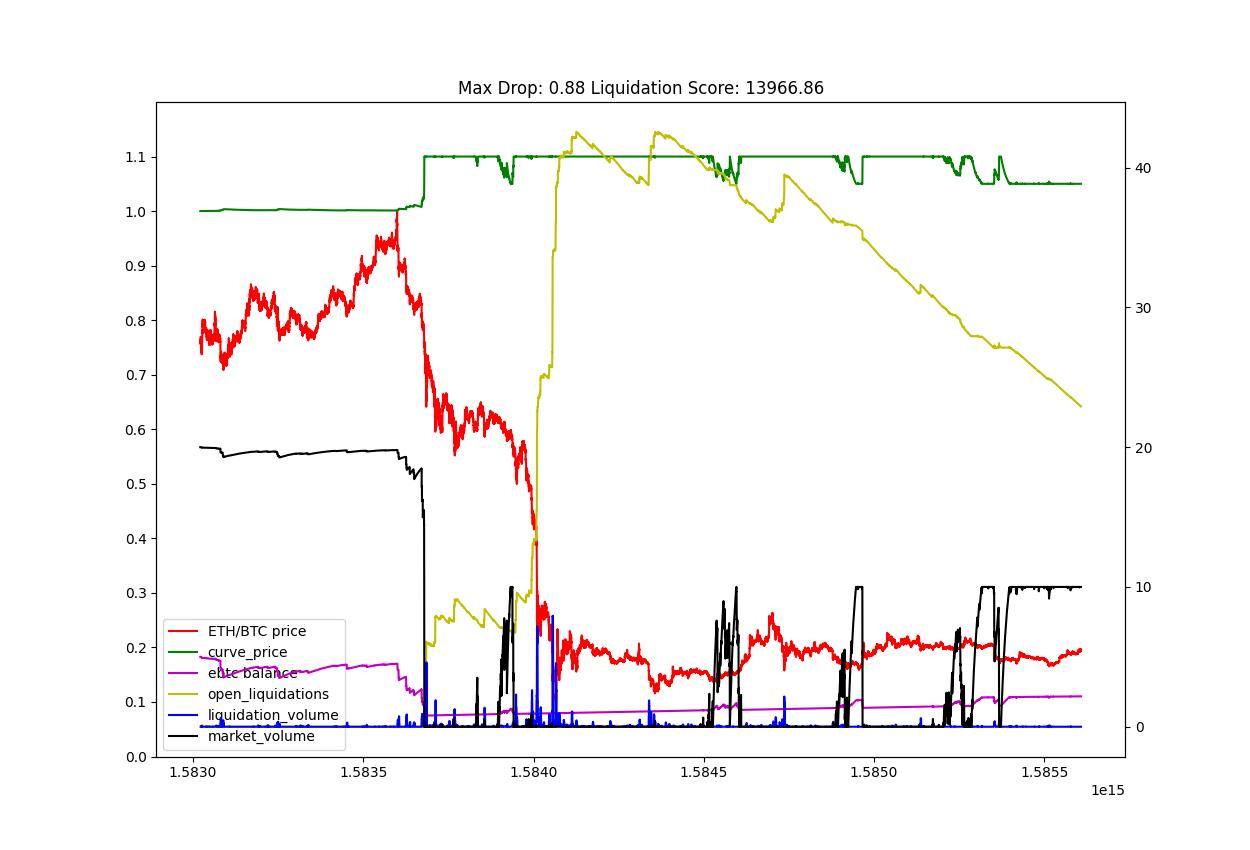 Max Drop: 0.88 Liquidation Score: 13966.86
1.1
1.0
0.9
0.8
0.7
0.6
0.5
0.4
0.3
0.2
0.1
0.0
40
30
20
10
0
ETH/BTC price
curve_price
ebtc balance
open_liquidations
liquidation_volume
market_volume
1.5830 1.5835 1.5840 1.5845 1.5850 1.5855
1e15